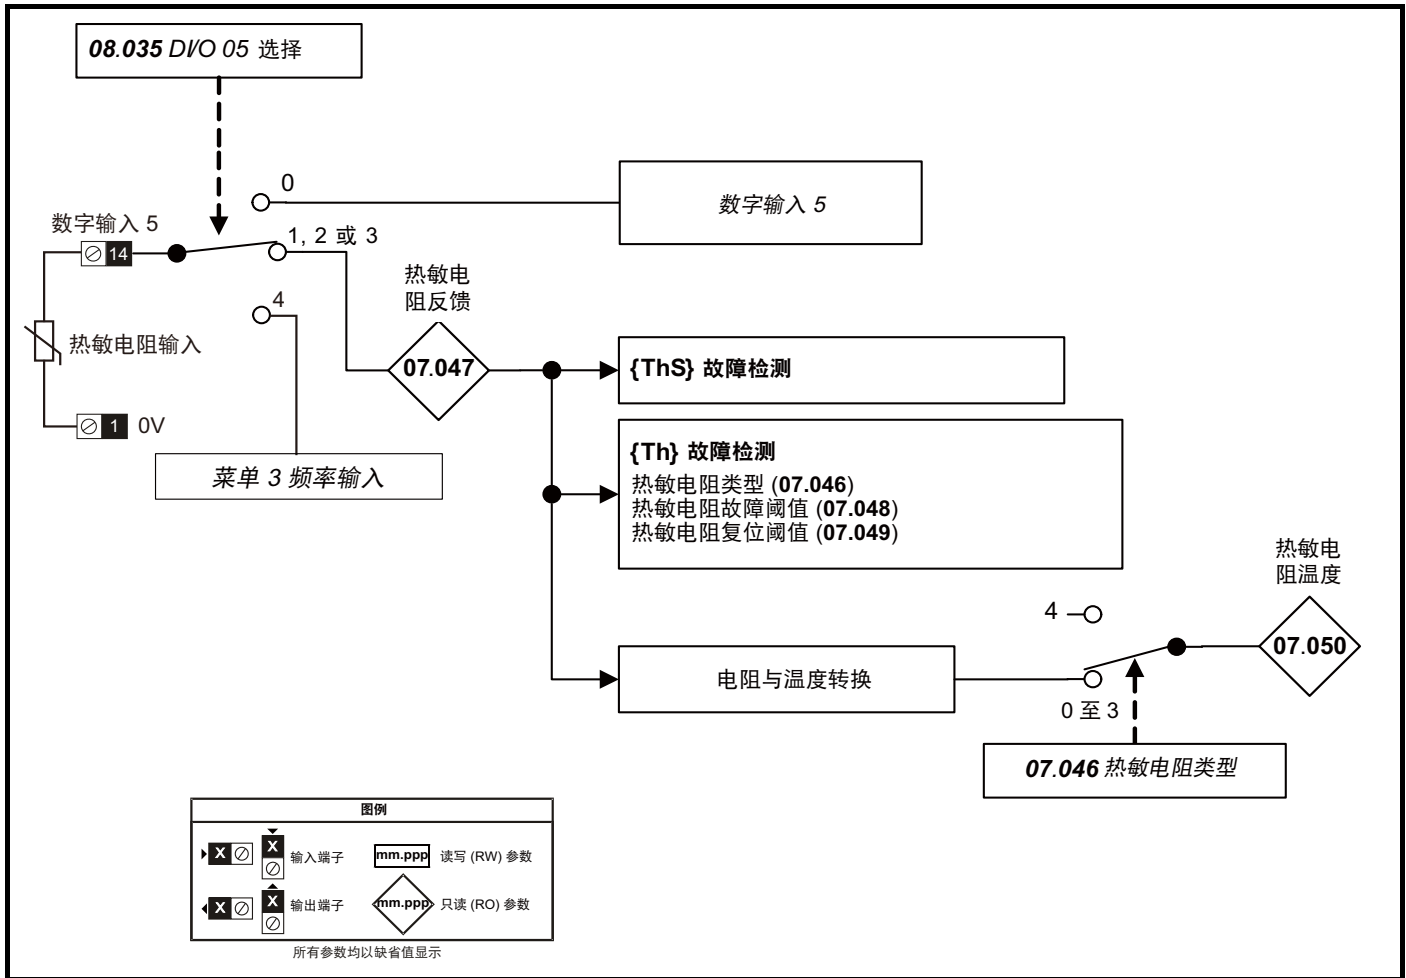 08.035 DI/O 05 选择
0
数字输入 5
数字输入 5
14
1, 2 或 3
4
热敏电
阻反馈
热敏电阻输入
07.047
{ThS} 故障检测
1 0V
菜单 3 频率输入
{Th} 故障检测
热敏电阻类型 (07.046)
热敏电阻故障阈值 (07.048)
热敏电阻复位阈值 (07.049)
热敏电
阻温度
4
07.050
电阻与温度转换
0 至 3
07.046 热敏电阻类型
图例
X X 输入端子 mm.ppp 读写 (RW) 参数
X X 输出端子 mm.ppp 只读 (RO) 参数
所有参数均以缺省值显示